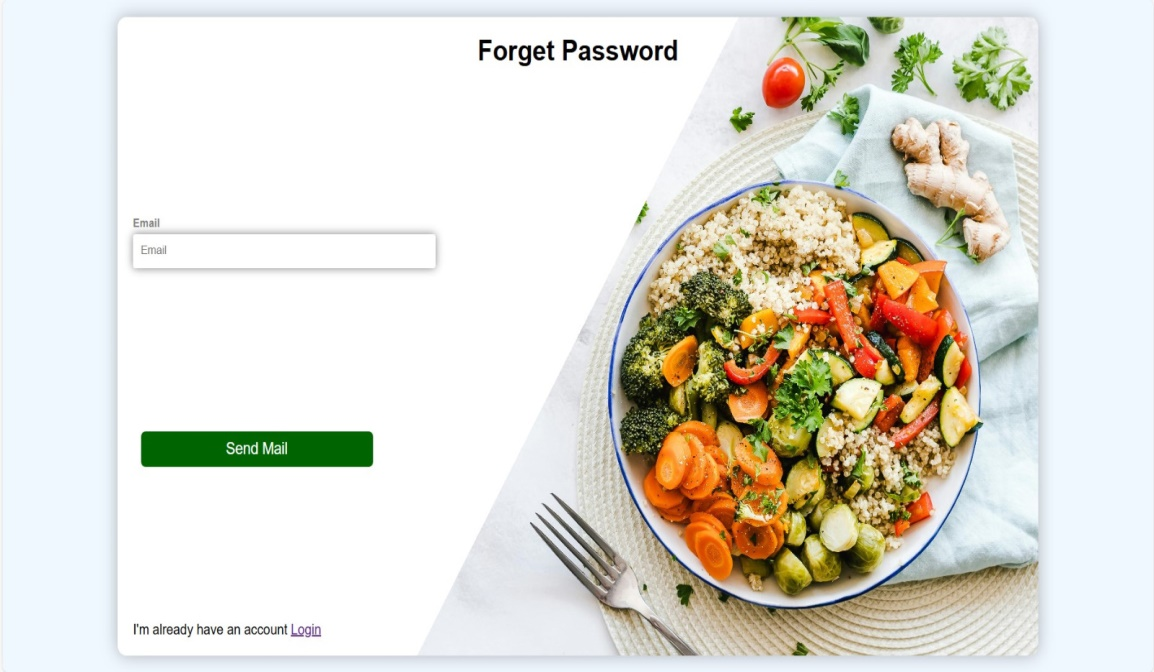 Forget Password
Email
Email
Send Mail
I'm already have an account Login